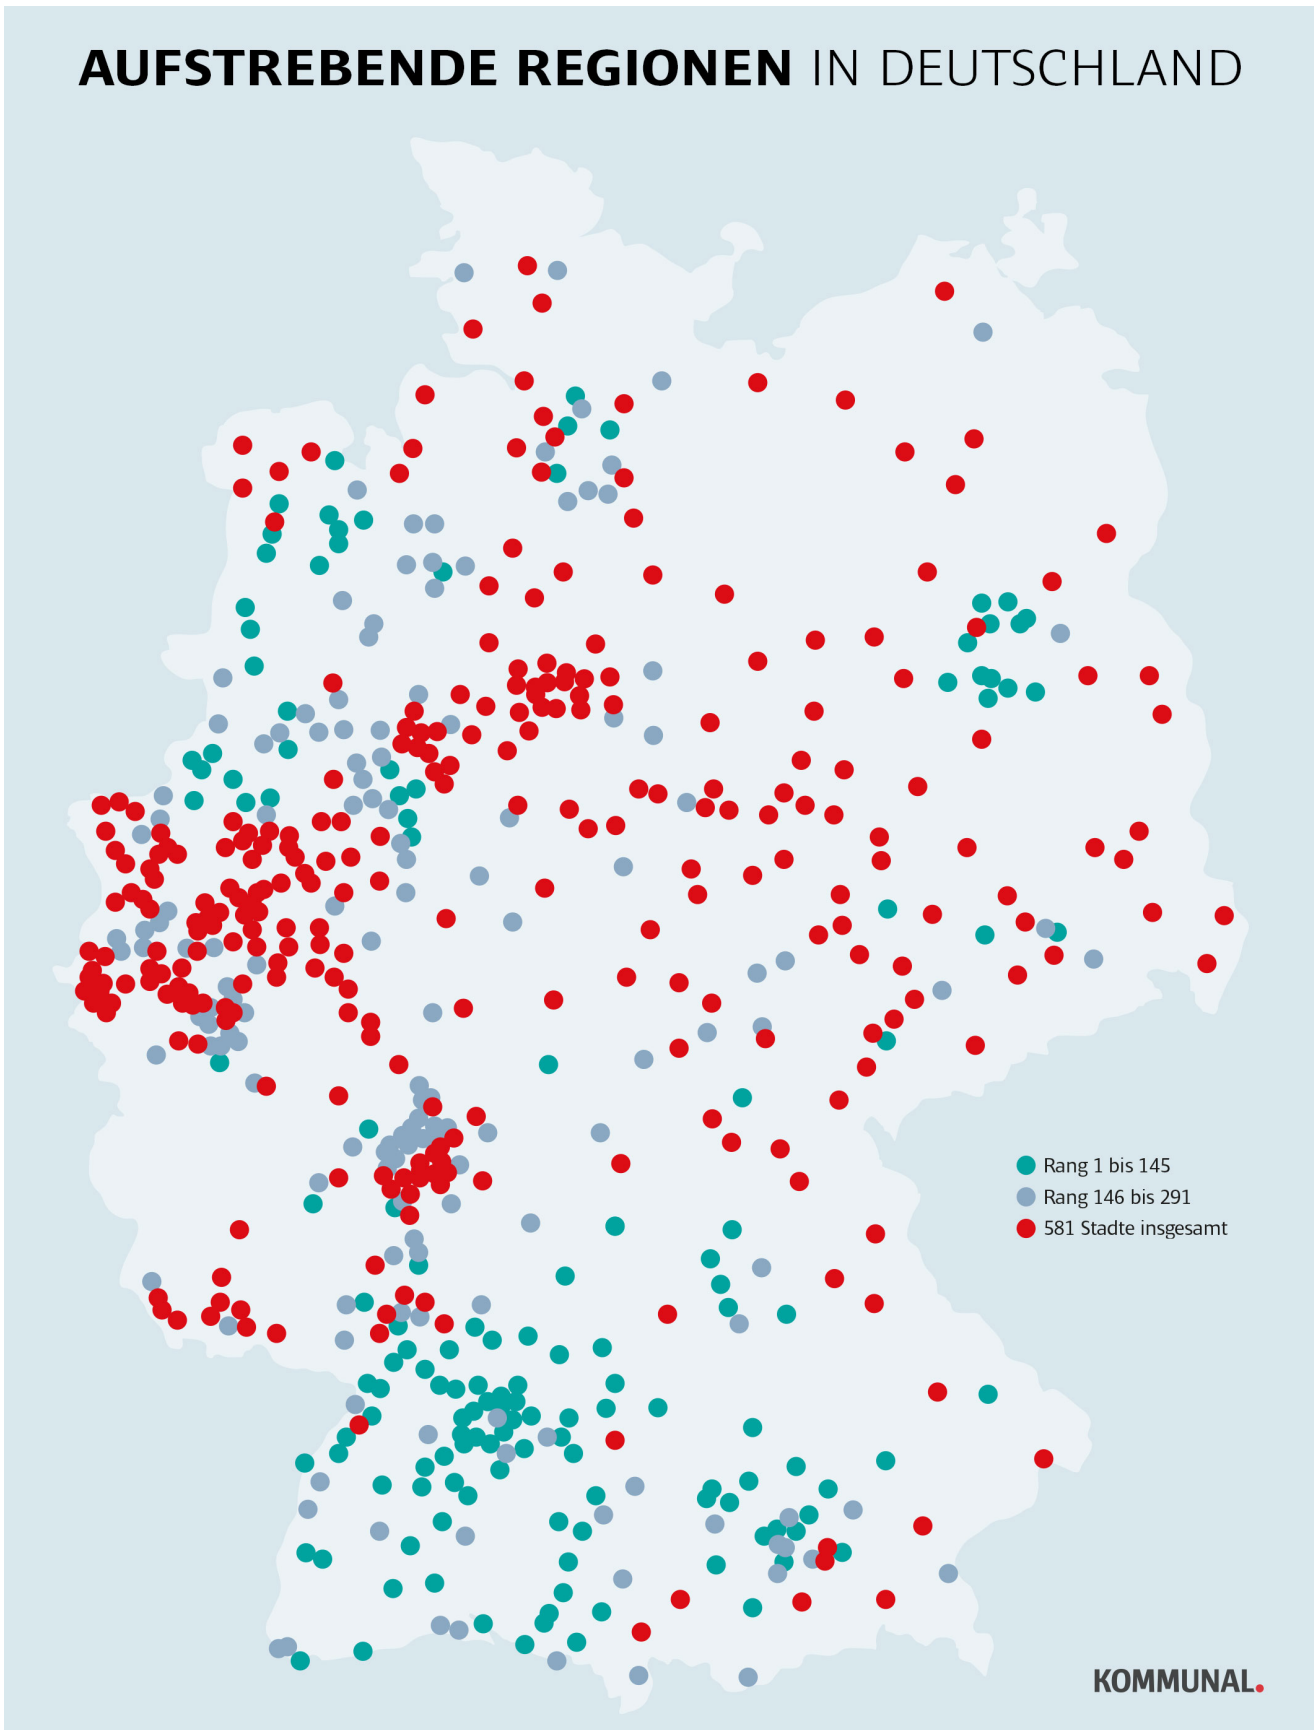 AUFSTREBENDE REGIONEN IN DEUTSCHLAND
Rang 1 bis 145
Rang 146 bis 291
581 Stadte insgesamt
KOMMUNAL.